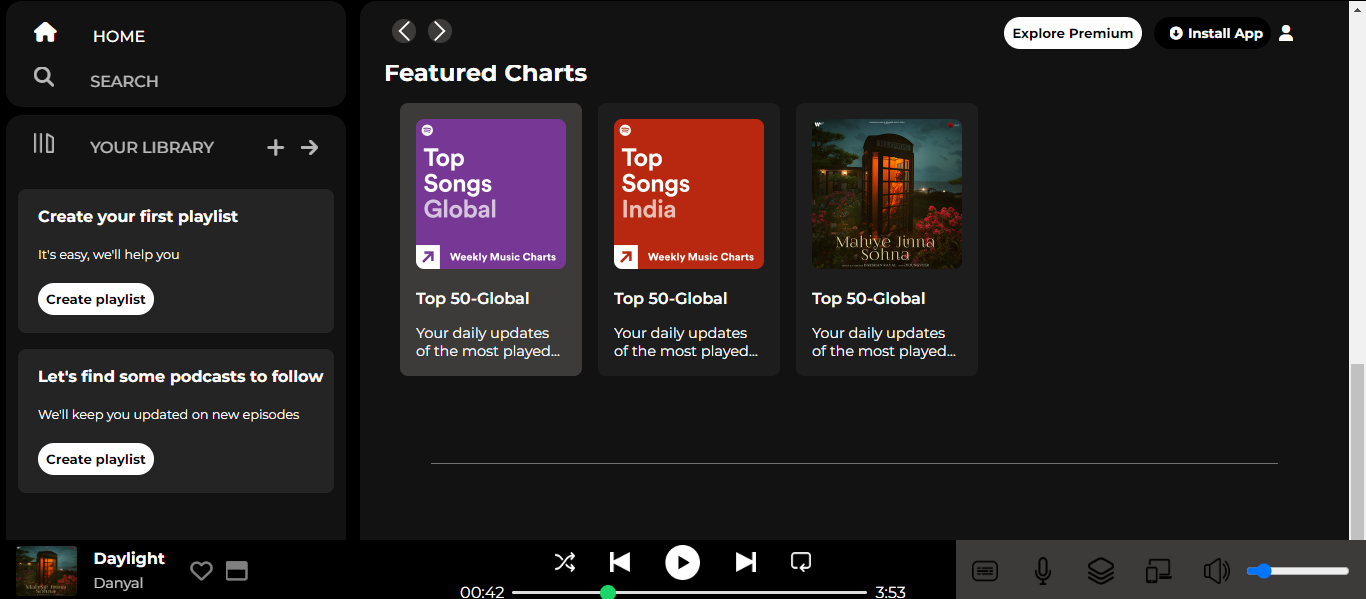 HOME
SEARCH
YOUR LIBRARY
Create your first playlist
It's easy, we'll help you
Create playlist
Let's find some podcasts to follow
We'll keep you updated on new episodes
Create playlist
Explore Premium
Install App
Featured Charts
Top
Songs
Global
Weekly Music Charts
Top 50-Global
Your daily updates
of the most played...
Top
Songs
India
Weekly Music Charts
Top 50-Global
Your daily updates
of the most played...
Mahiye Jinna
Sohna
Top 50-Global
Your daily updates
of the most played...
Daylight
Danyal
00:42
3:53